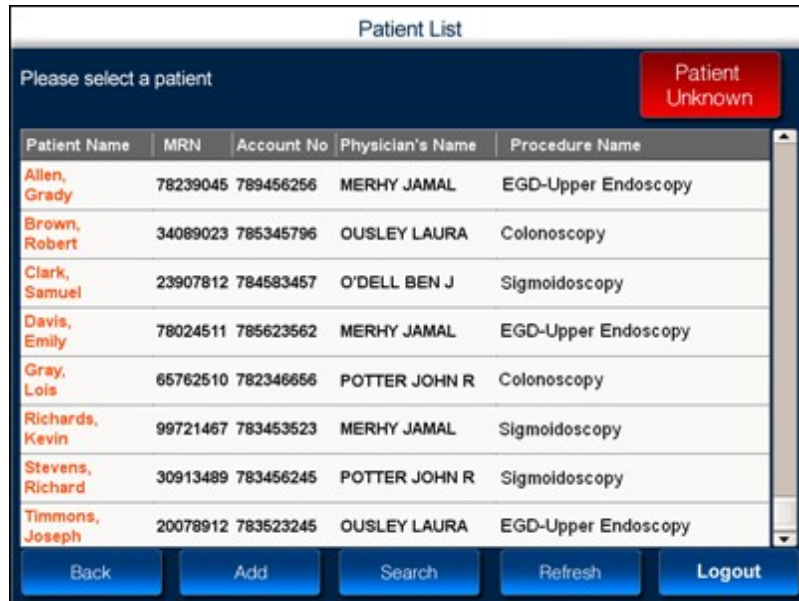 Patient List
Please select a patient
Patient
Unknown
Patient Name MRN Account No Physician's Name Procedure Name
Allen,
Grady 78239045 789456256 MERHY JAMAL EGD-Upper Endoscopy
Brown,
Robert 34089023 785345796 OUSLEY LAURA Colonoscopy
Clark,
Samuel 23907812 784583457 O'DELL BEN J Sigmoidoscopy
Davis,
Emily 78024511 785623562 MERHY JAMAL EGD-Upper Endoscopy
Gray,
Lois 65762510 782346656 POTTER JOHN R Colonoscopy
Richards,
Kevin 99721467 783453523 MERHY JAMAL Sigmoidoscopy
Stevens,
Richard 30913489 783456245 POTTER JOHN R Sigmoidoscopy
Timmons,
Joseph 20078912 783523245 OUSLEY LAURA EGD-Upper Endoscopy
Back Add Search Refresh Logout